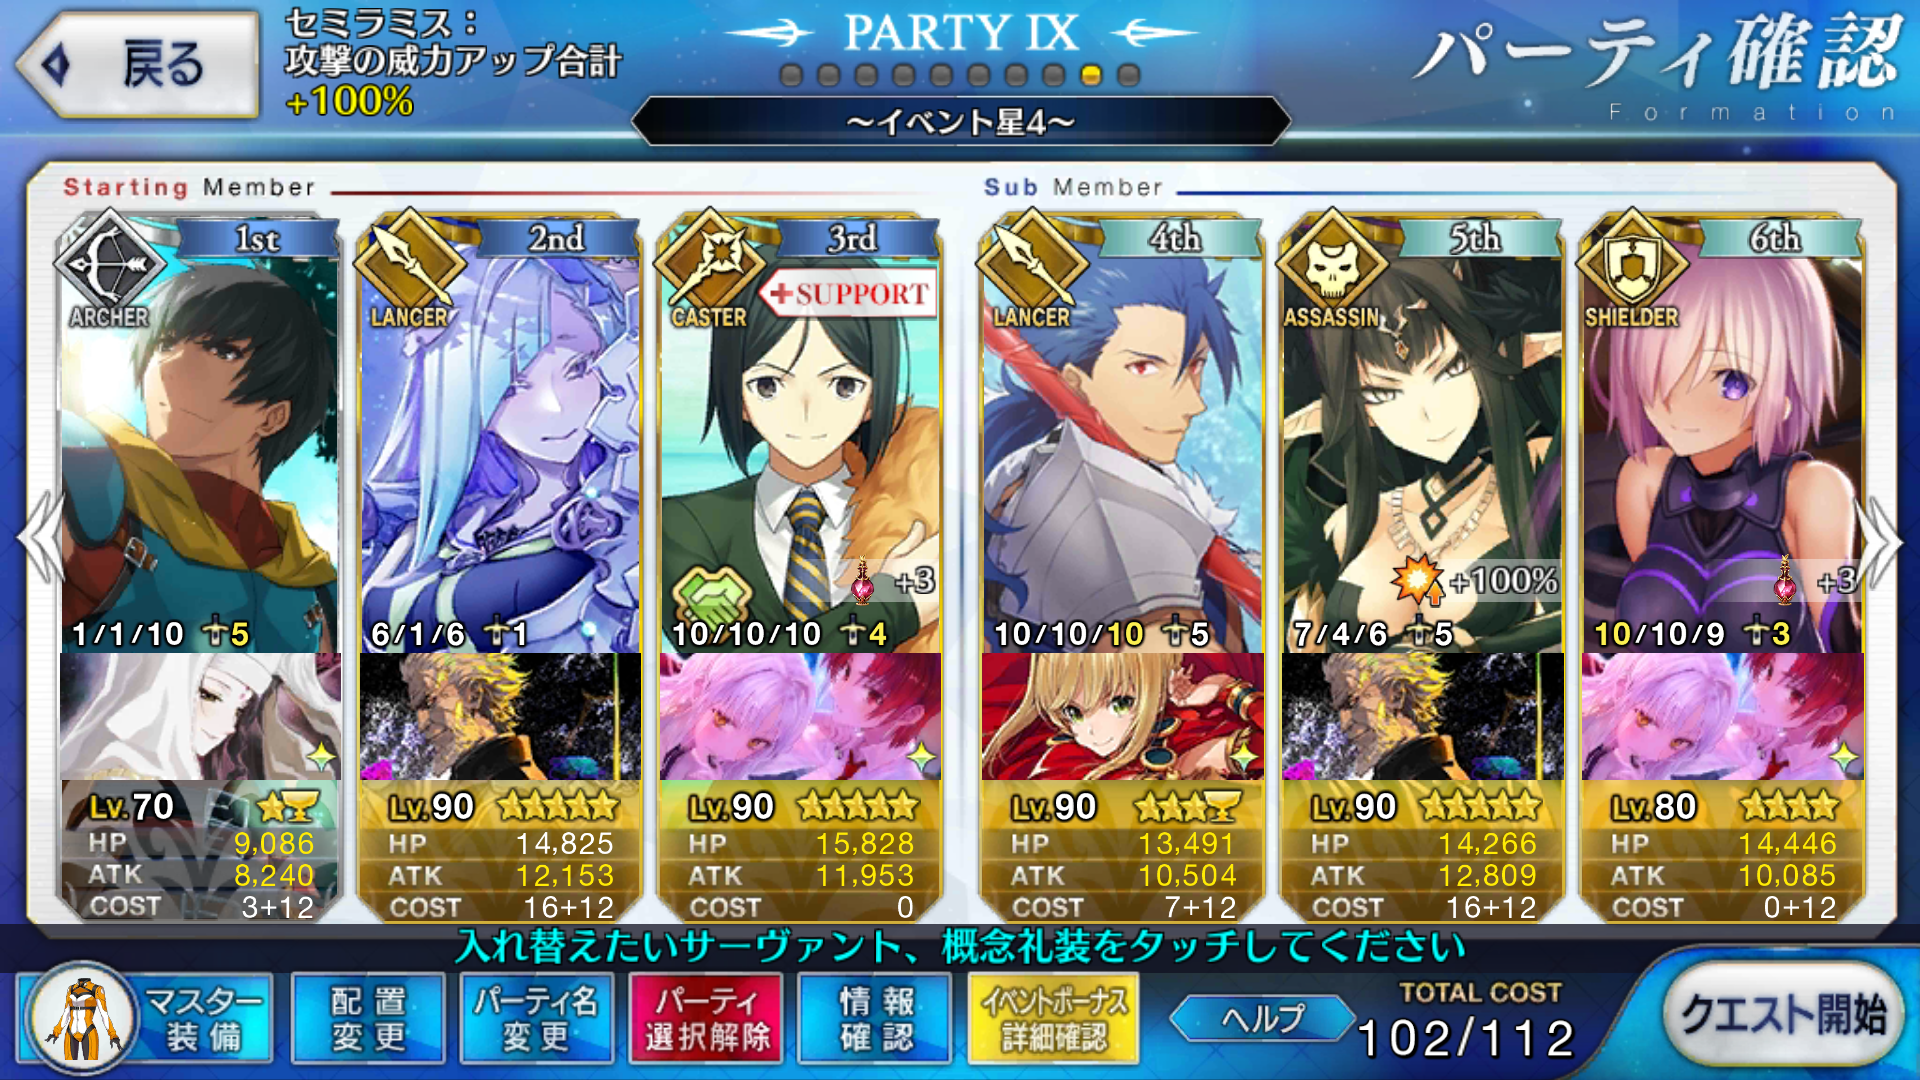 戻る
セミラミス：
攻撃の威力アップ合計
+100%
PARTY IX
～イベント星4～
パーティ確認
Formation
Starting Member
Sub Member
1st
ARCHER
1/1/10 5
Lv.70
HP 9,086
ATK 8,240
COST 3+12
2nd
LANCER
6/1/6 1
Lv.90
HP 14,825
ATK 12,153
COST 16+12
3rd
CASTER
+SUPPORT
+3
10/10/10 4
Lv.90
HP 15,828
ATK 11,953
COST 0
4th
LANCER
10/10/10 5
Lv.90
HP 13,491
ATK 10,504
COST 7+12
5th
ASSASSIN
+100%
7/4/6 5
Lv.90
HP 14,266
ATK 12,809
COST 16+12
6th
SHIELDER
+3
10/10/9 3
Lv.80
HP 14,446
ATK 10,085
COST 0+12
入れ替えたいサーヴァント、概念礼装をタッチしてください
マスター
装備
配置
変更
パーティ名
変更
パーティ
選択解除
情報
確認
イベントボーナス
詳細確認
ヘルプ
TOTAL COST
102/112
クエスト開始